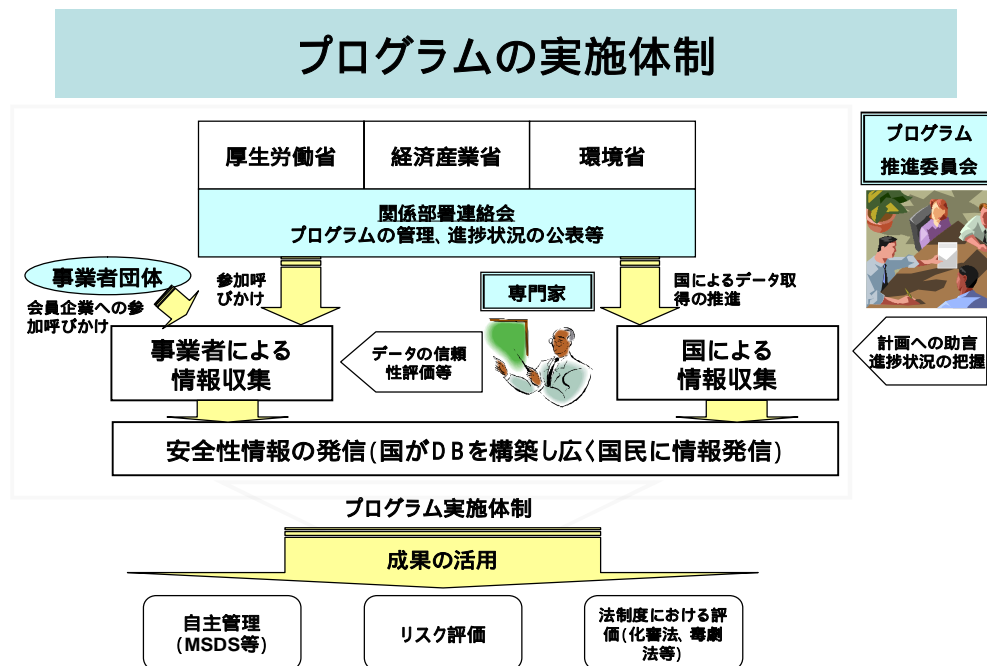 プログラムの実施体制
厚生労働省
経済産業省
環境省
プログラム
推進委員会
関係部署連絡会
プログラムの管理、進捗状況の公表等
事業者団体
会員企業への参
加呼びかけ
参加呼
びかけ
専門家
国によるデータ取
得の推進
事業者による
情報収集
データの信頼
性評価等
国による
情報収集
計画への助言
進捗状況の把握
安全性情報の発信(国がDBを構築し広く国民に情報発信)
プログラム実施体制
成果の活用
自主管理
(MSDS等)
リスク評価
法制度における評
価(化審法、毒劇
法等)